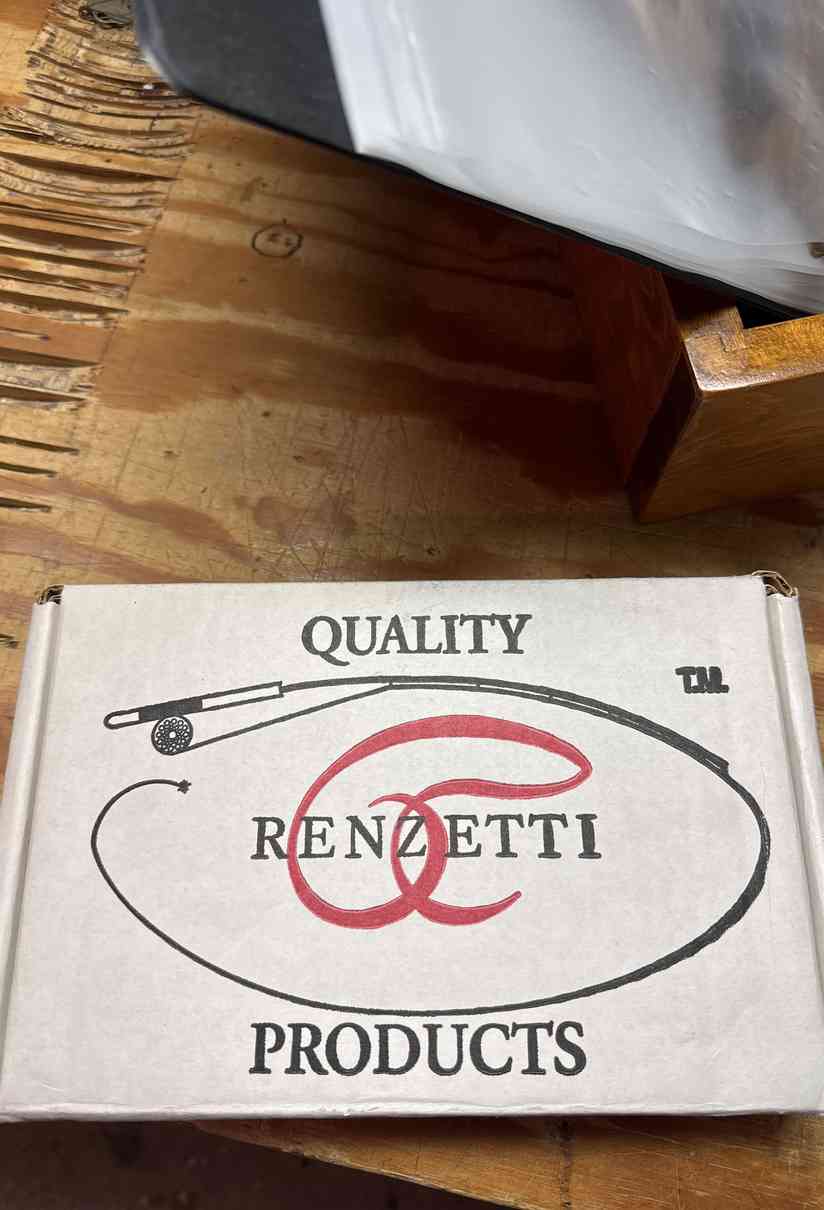 QUALITY
T.M.
RENZETTI
PRODUCTS